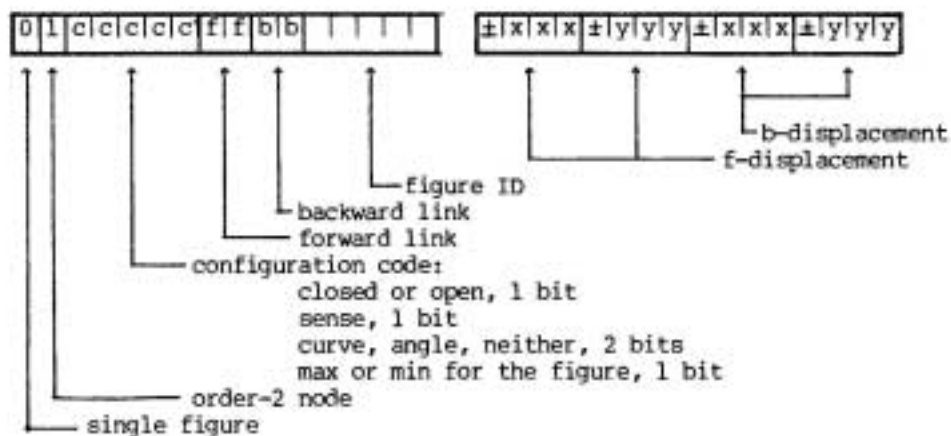 0|1|c|c|c|c|c|f|f|b|b| | | | | ±|x|x|x|±|y|y|y|±|x|x|x|±|y|y|y
b-displacement
f-displacement
figure ID
backward link
forward link
configuration code:
closed or open, 1 bit
sense, 1 bit
curve, angle, neither, 2 bits
max or min for the figure, 1 bit
order-2 node
single figure